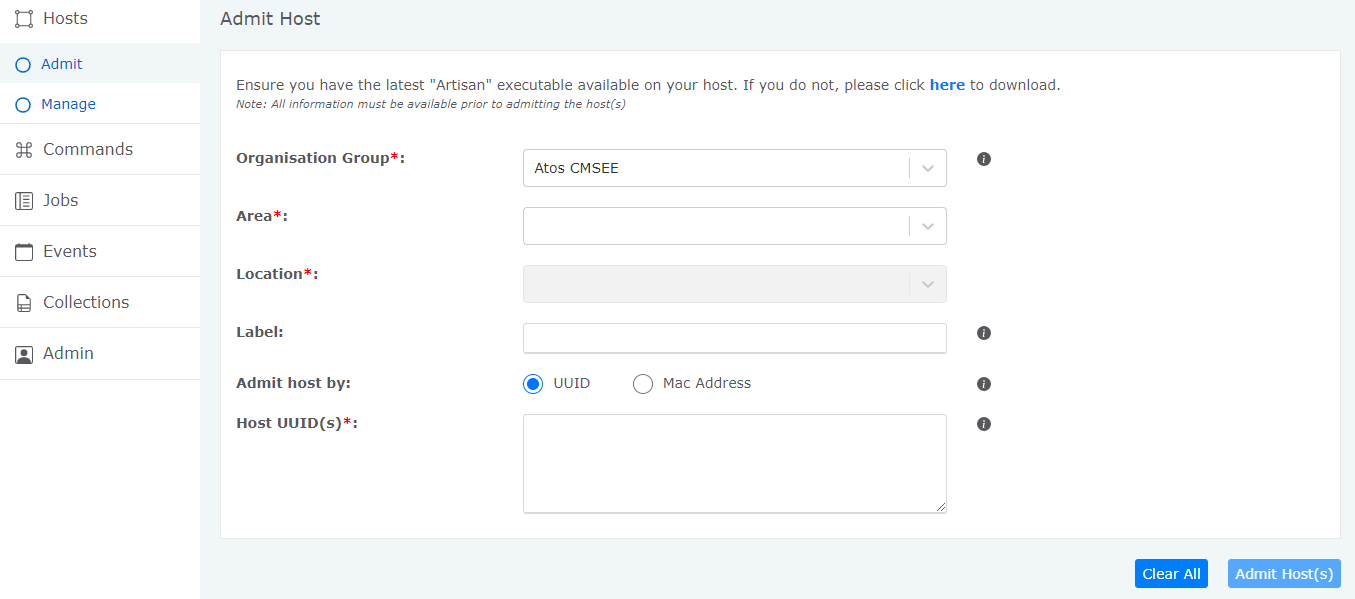 Hosts
Admit
Manage
Commands
Jobs
Events
Collections
Admin
Admit Host
Ensure you have the latest "Artisan" executable available on your host. If you do not, please click here to download.
Note: All information must be available prior to admitting the host(s)
Organisation Group*:
Atos CMSEE
Area*:
Location*:
Label:
Admit host by:
UUID Mac Address
Host UUID(s)*:
Clear All Admit Host(s)